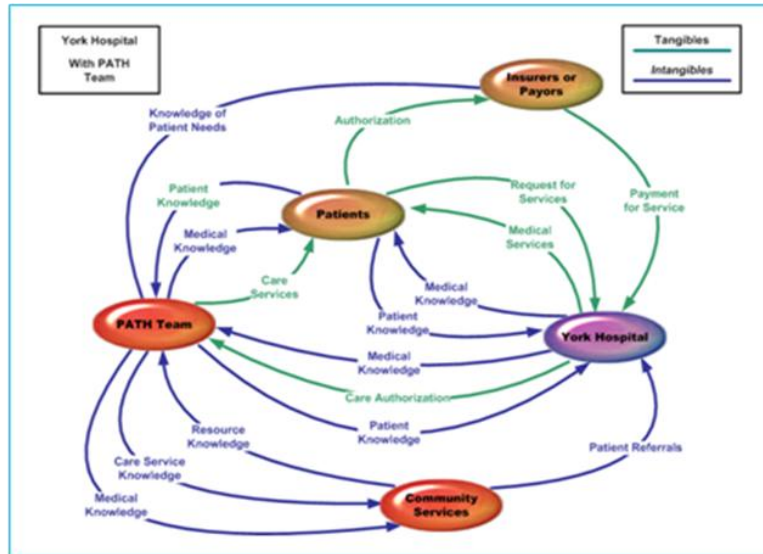 York Hospital
With PATH
Team
Tangibles
Intangibles
Insurers or
Payors
Knowledge of
Patient Needs
Authorization
Patient
Knowledge
Patients
Request for
Services
Payment
for Service
Medical
Knowledge
Medical
Services
Care
Services
Medical
Knowledge
PATH Team
Patient
Knowledge
York Hospital
Medical
Knowledge
Care Authorization
Resource
Knowledge
Patient
Knowledge
Patient Referrals
Care Service
Knowledge
Medical
Knowledge
Community
Services